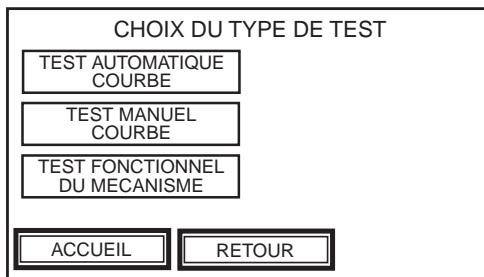 CHOIX DU TYPE DE TEST
TEST AUTOMATIQUE
COURBE
TEST MANUEL
COURBE
TEST FONCTIONNEL
DU MECANISME
ACCUEIL
RETOUR